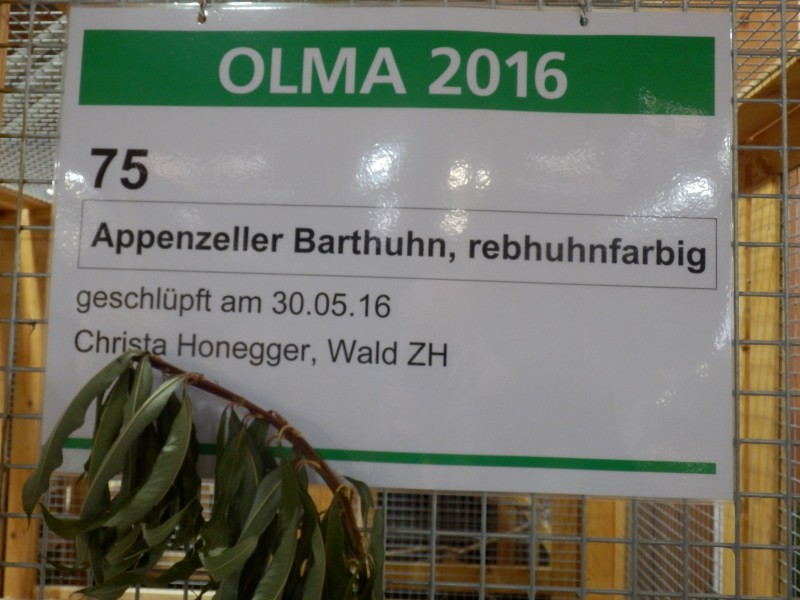 OLMA 2016
75
Appenzeller Barthuhn, rebhuhnfarbig
geschlüpft am 30.05.16
Christa Honegger, Wald ZH